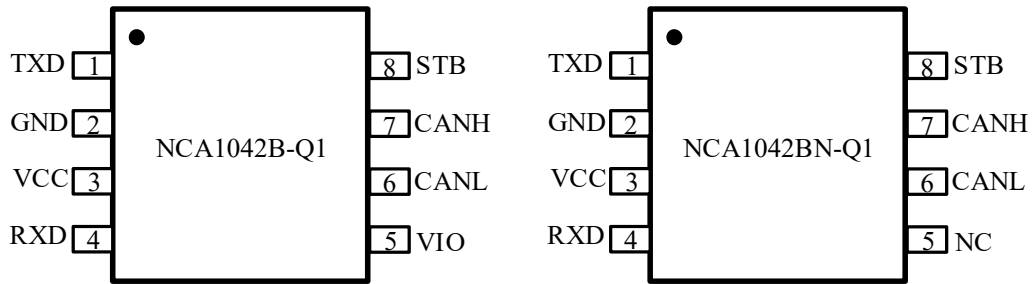 TXD 1 8 STB
GND 2 7 CANH
NCA1042B-Q1
VCC 3 6 CANL
RXD 4 5 VIO
TXD 1 8 STB
GND 2 7 CANH
NCA1042BN-Q1
VCC 3 6 CANL
RXD 4 5 NC